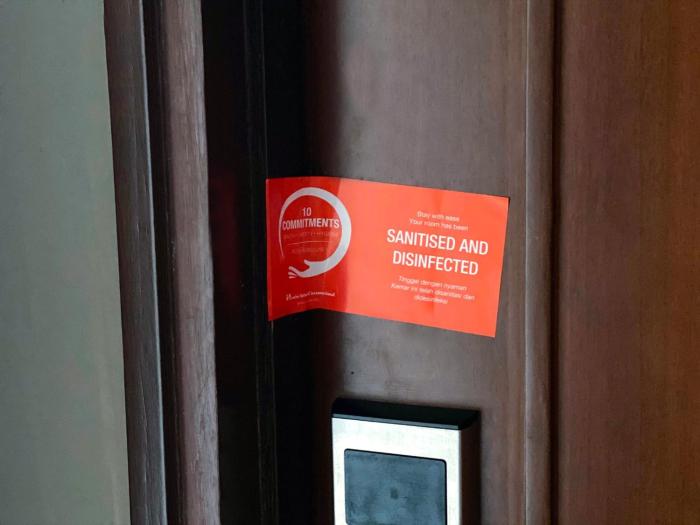 10
COMMITMENTS
Stay with ease
Your room has been
SANITISED AND
DISINFECTED
Tinggal dengan nyaman
Kamar ini telah disanitasi dan
didesinfeksi